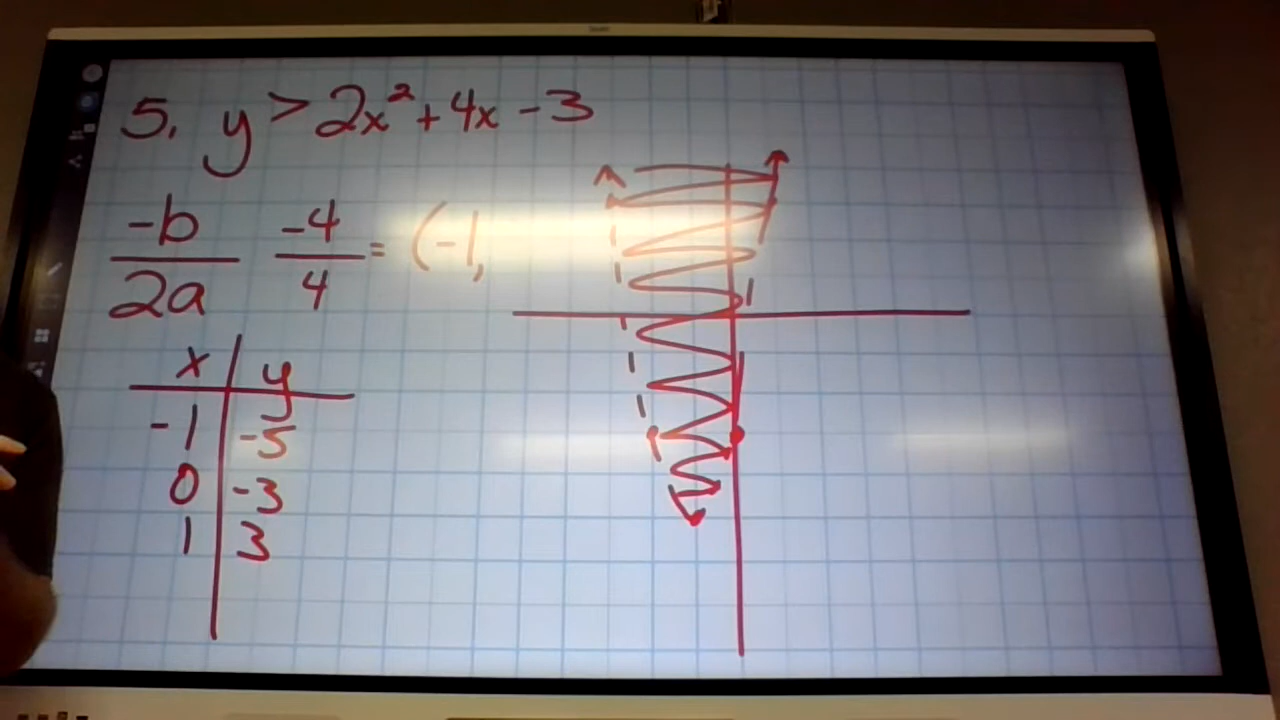 5. y > 2x² + 4x - 3
-b/2a -4/4 = (-1,
x | y
-1 | -5
0 | -3
1 | 3